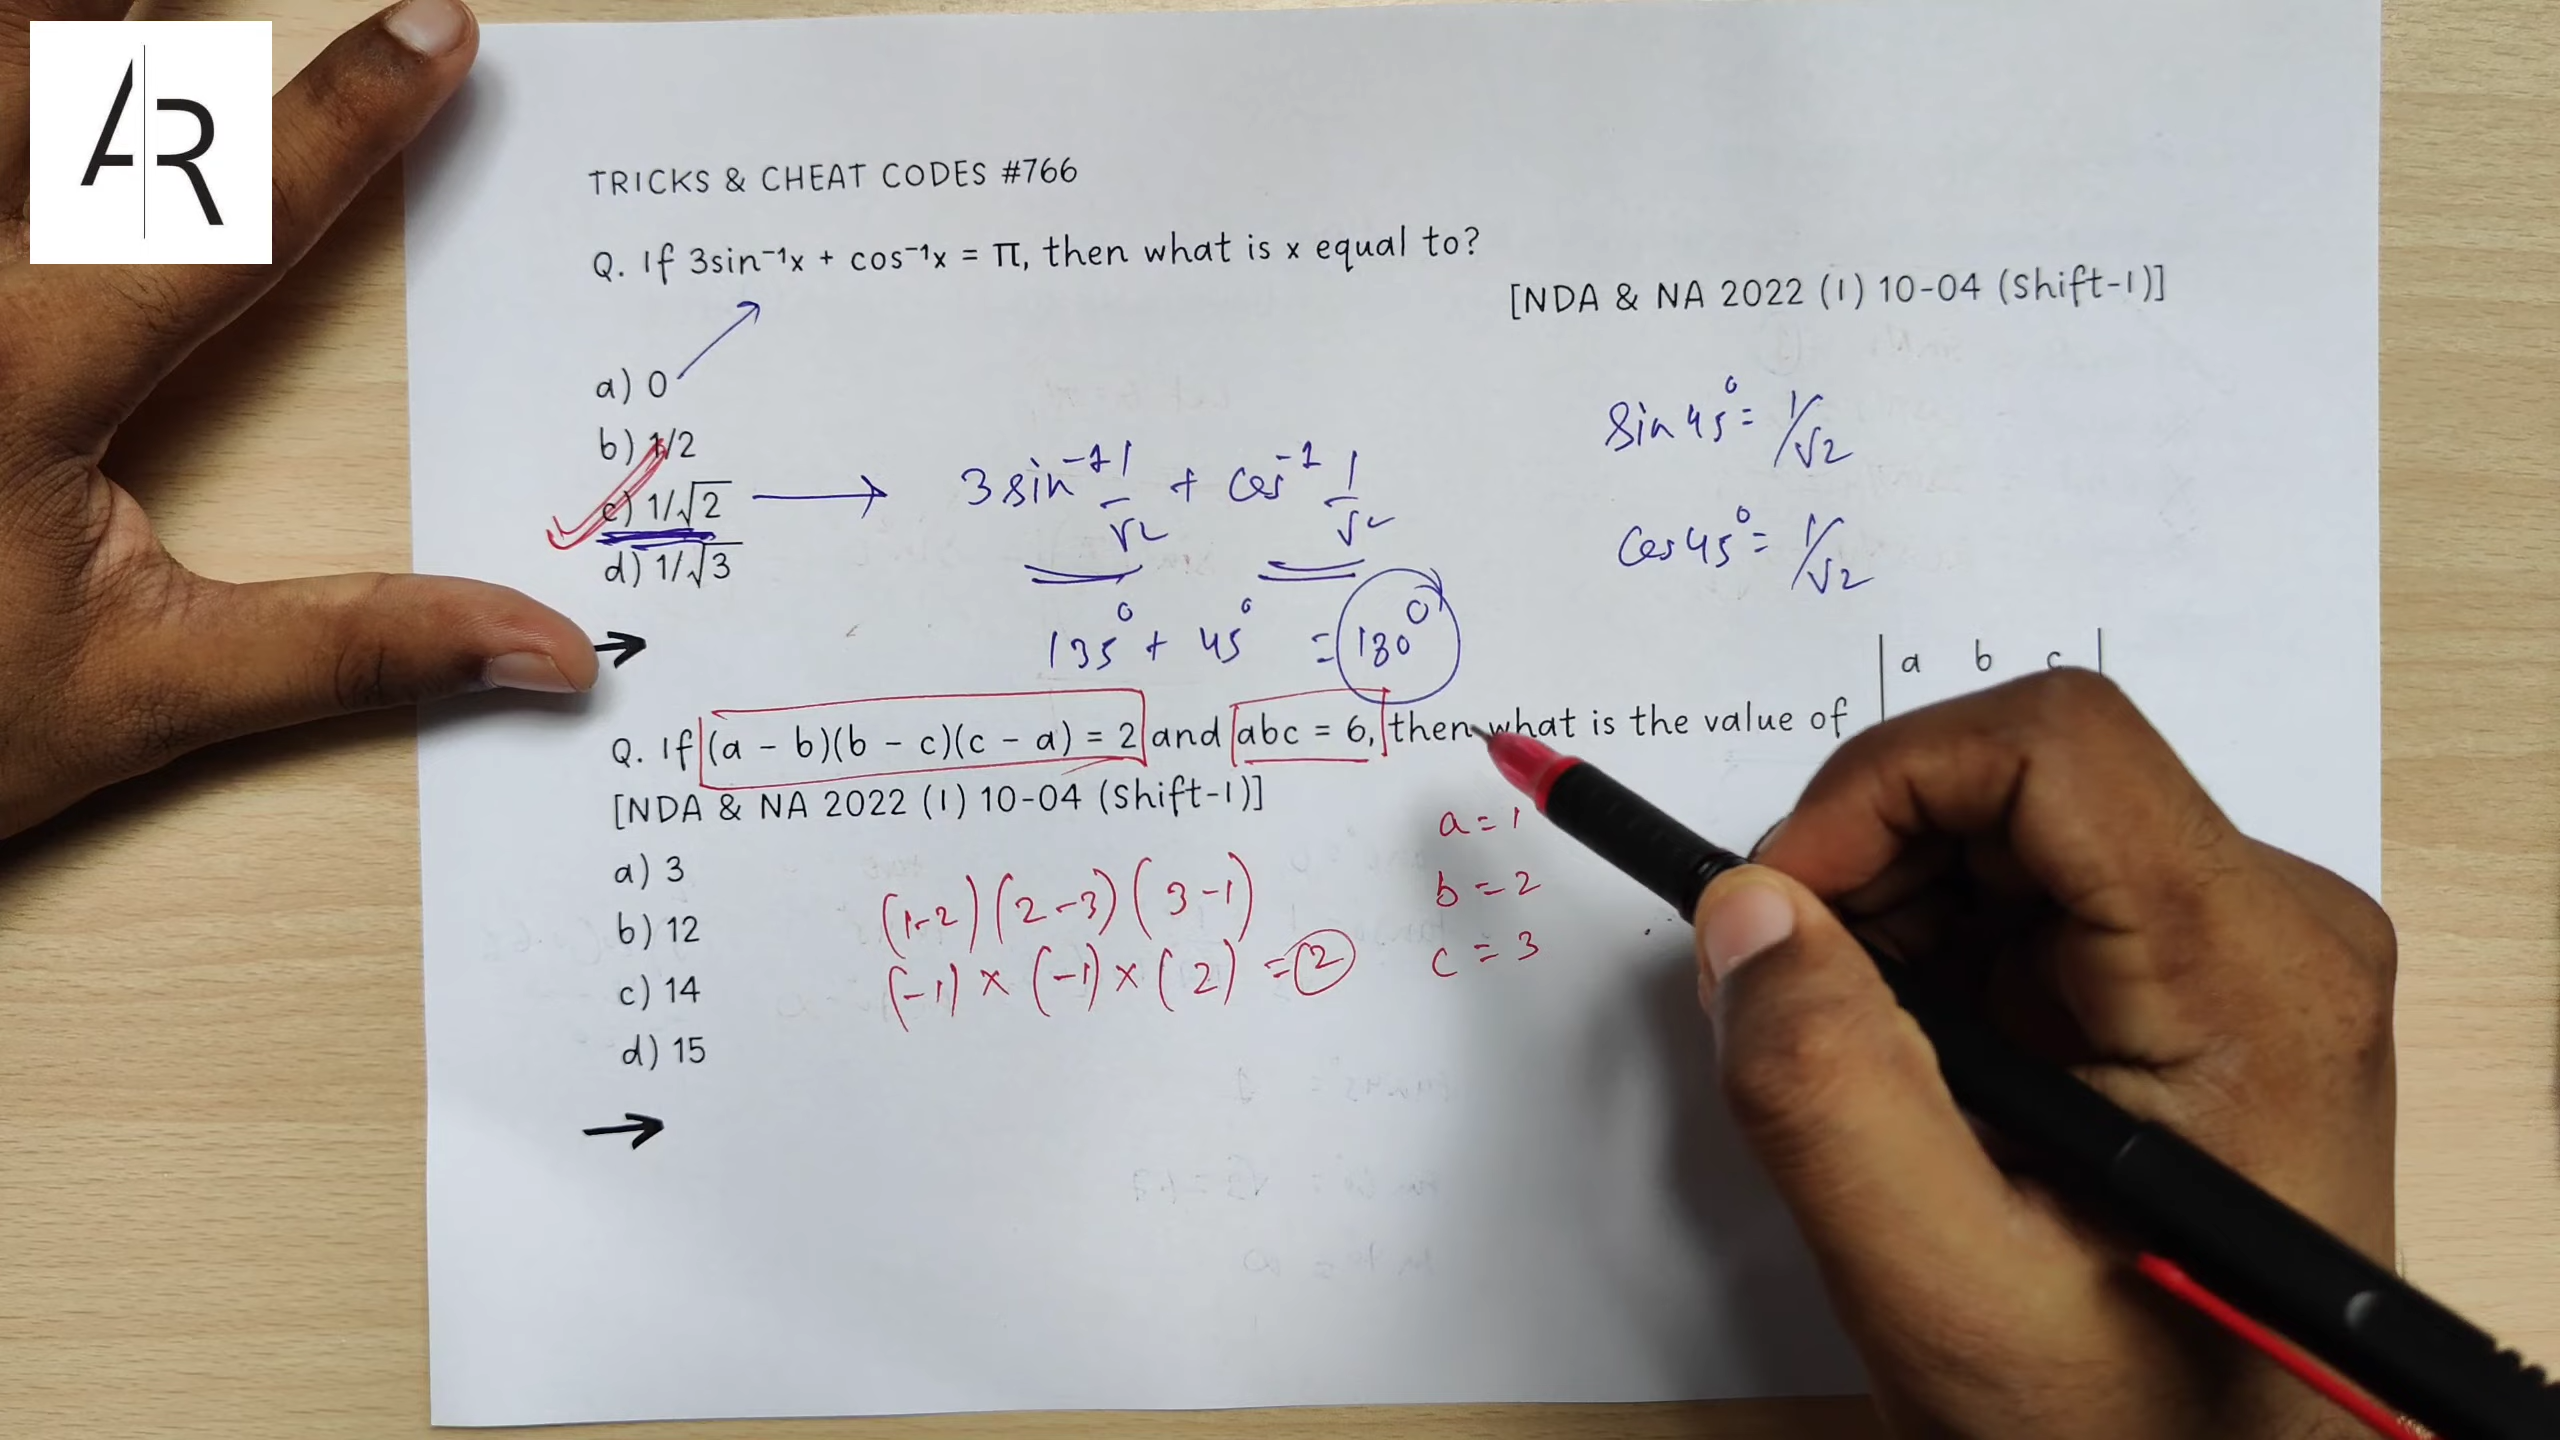 AR
TRICKS & CHEAT CODES #766
Q. If 3sin⁻¹x + cos⁻¹x = π, then what is x equal to?
[NDA & NA 2022 (1) 10-04 (Shift-1)]
a) 0
b) 1/2
c) 1/√2
d) 1/√3
3 sin⁻¹ 1/√2 + cos⁻¹ 1/√2
135° + 45° = 180°
sin 45° = 1/√2
cos 45° = 1/√2
→
Q. If (a – b)(b – c)(c – a) = 2 and abc = 6, then what is the value of | a b c |
[NDA & NA 2022 (1) 10-04 (Shift-1)]
a) 3
b) 12
c) 14
d) 15
(1-2) (2-3) (3-1)
(-1) × (-1) × (2) = 2
a = 1
b = 2
c = 3
→